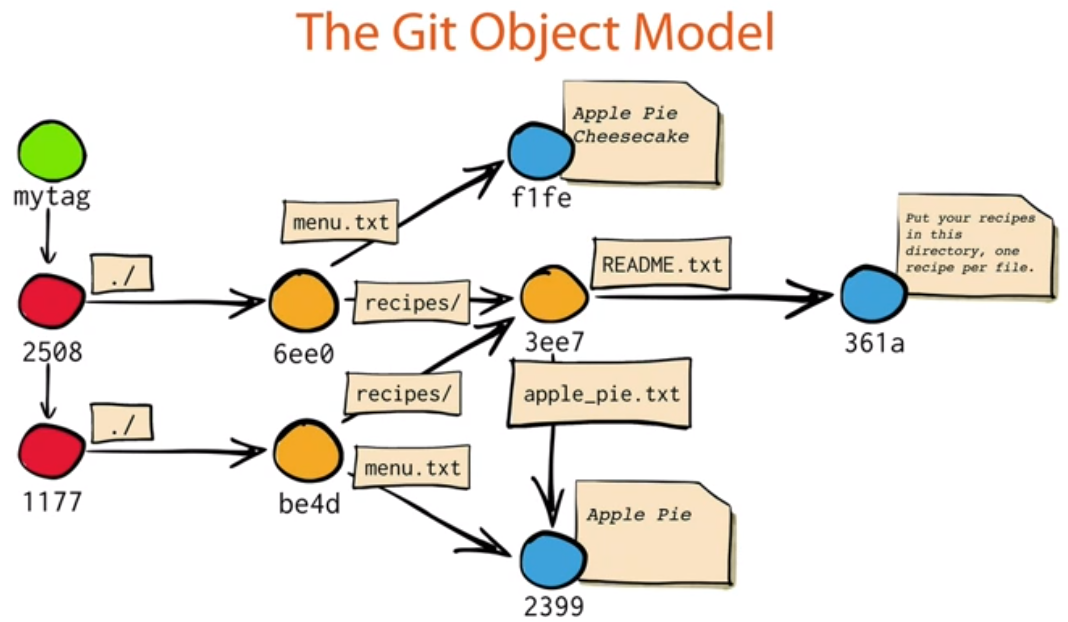 The Git Object Model
Apple Pie
Cheesecake
mytag
f1fe
menu.txt
Put your recipes
in this
directory, one
recipe per file.
./
README.txt
recipes/
2508
6ee0
3ee7
361a
recipes/
apple_pie.txt
./
menu.txt
1177
be4d
Apple Pie
2399